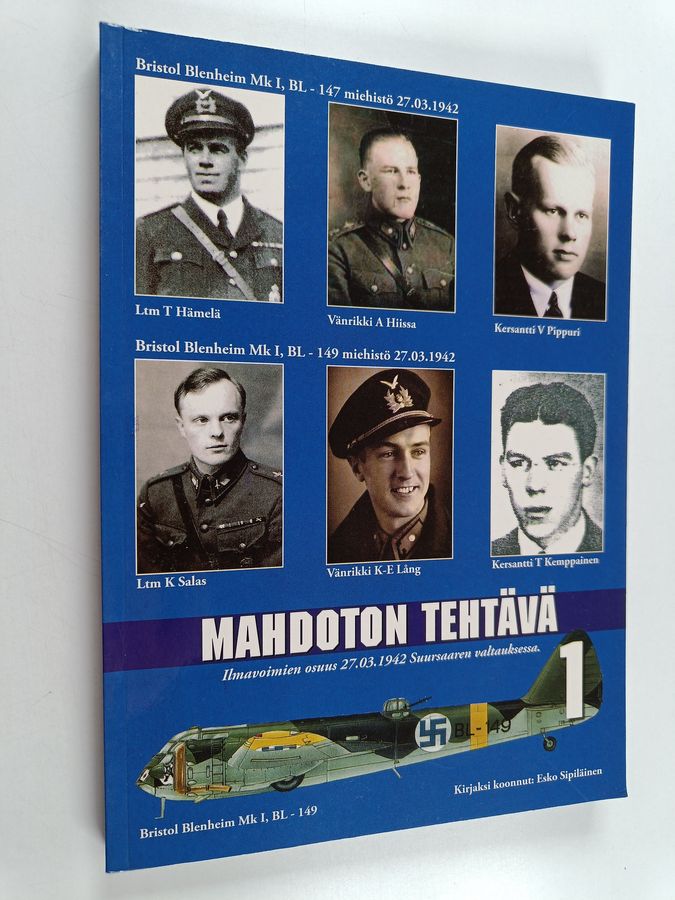 Bristol Blenheim Mk I, BL - 147 miehistö 27.03.1942
Ltm T Hämelä
Vänrikki A Hiissa
Kersantti V Pippuri
Bristol Blenheim Mk I, BL - 149 miehistö 27.03.1942
Ltm K Salas
Vänrikki K-E Lång
Kersantti T Kemppainen
MAHDOTON TEHTÄVÄ
Ilmavoimien osuus 27.03.1942 Suursaaren valtauksessa.
1
BL-149
Kirjaksi koonnut: Esko Sipiläinen
Bristol Blenheim Mk I, BL - 149